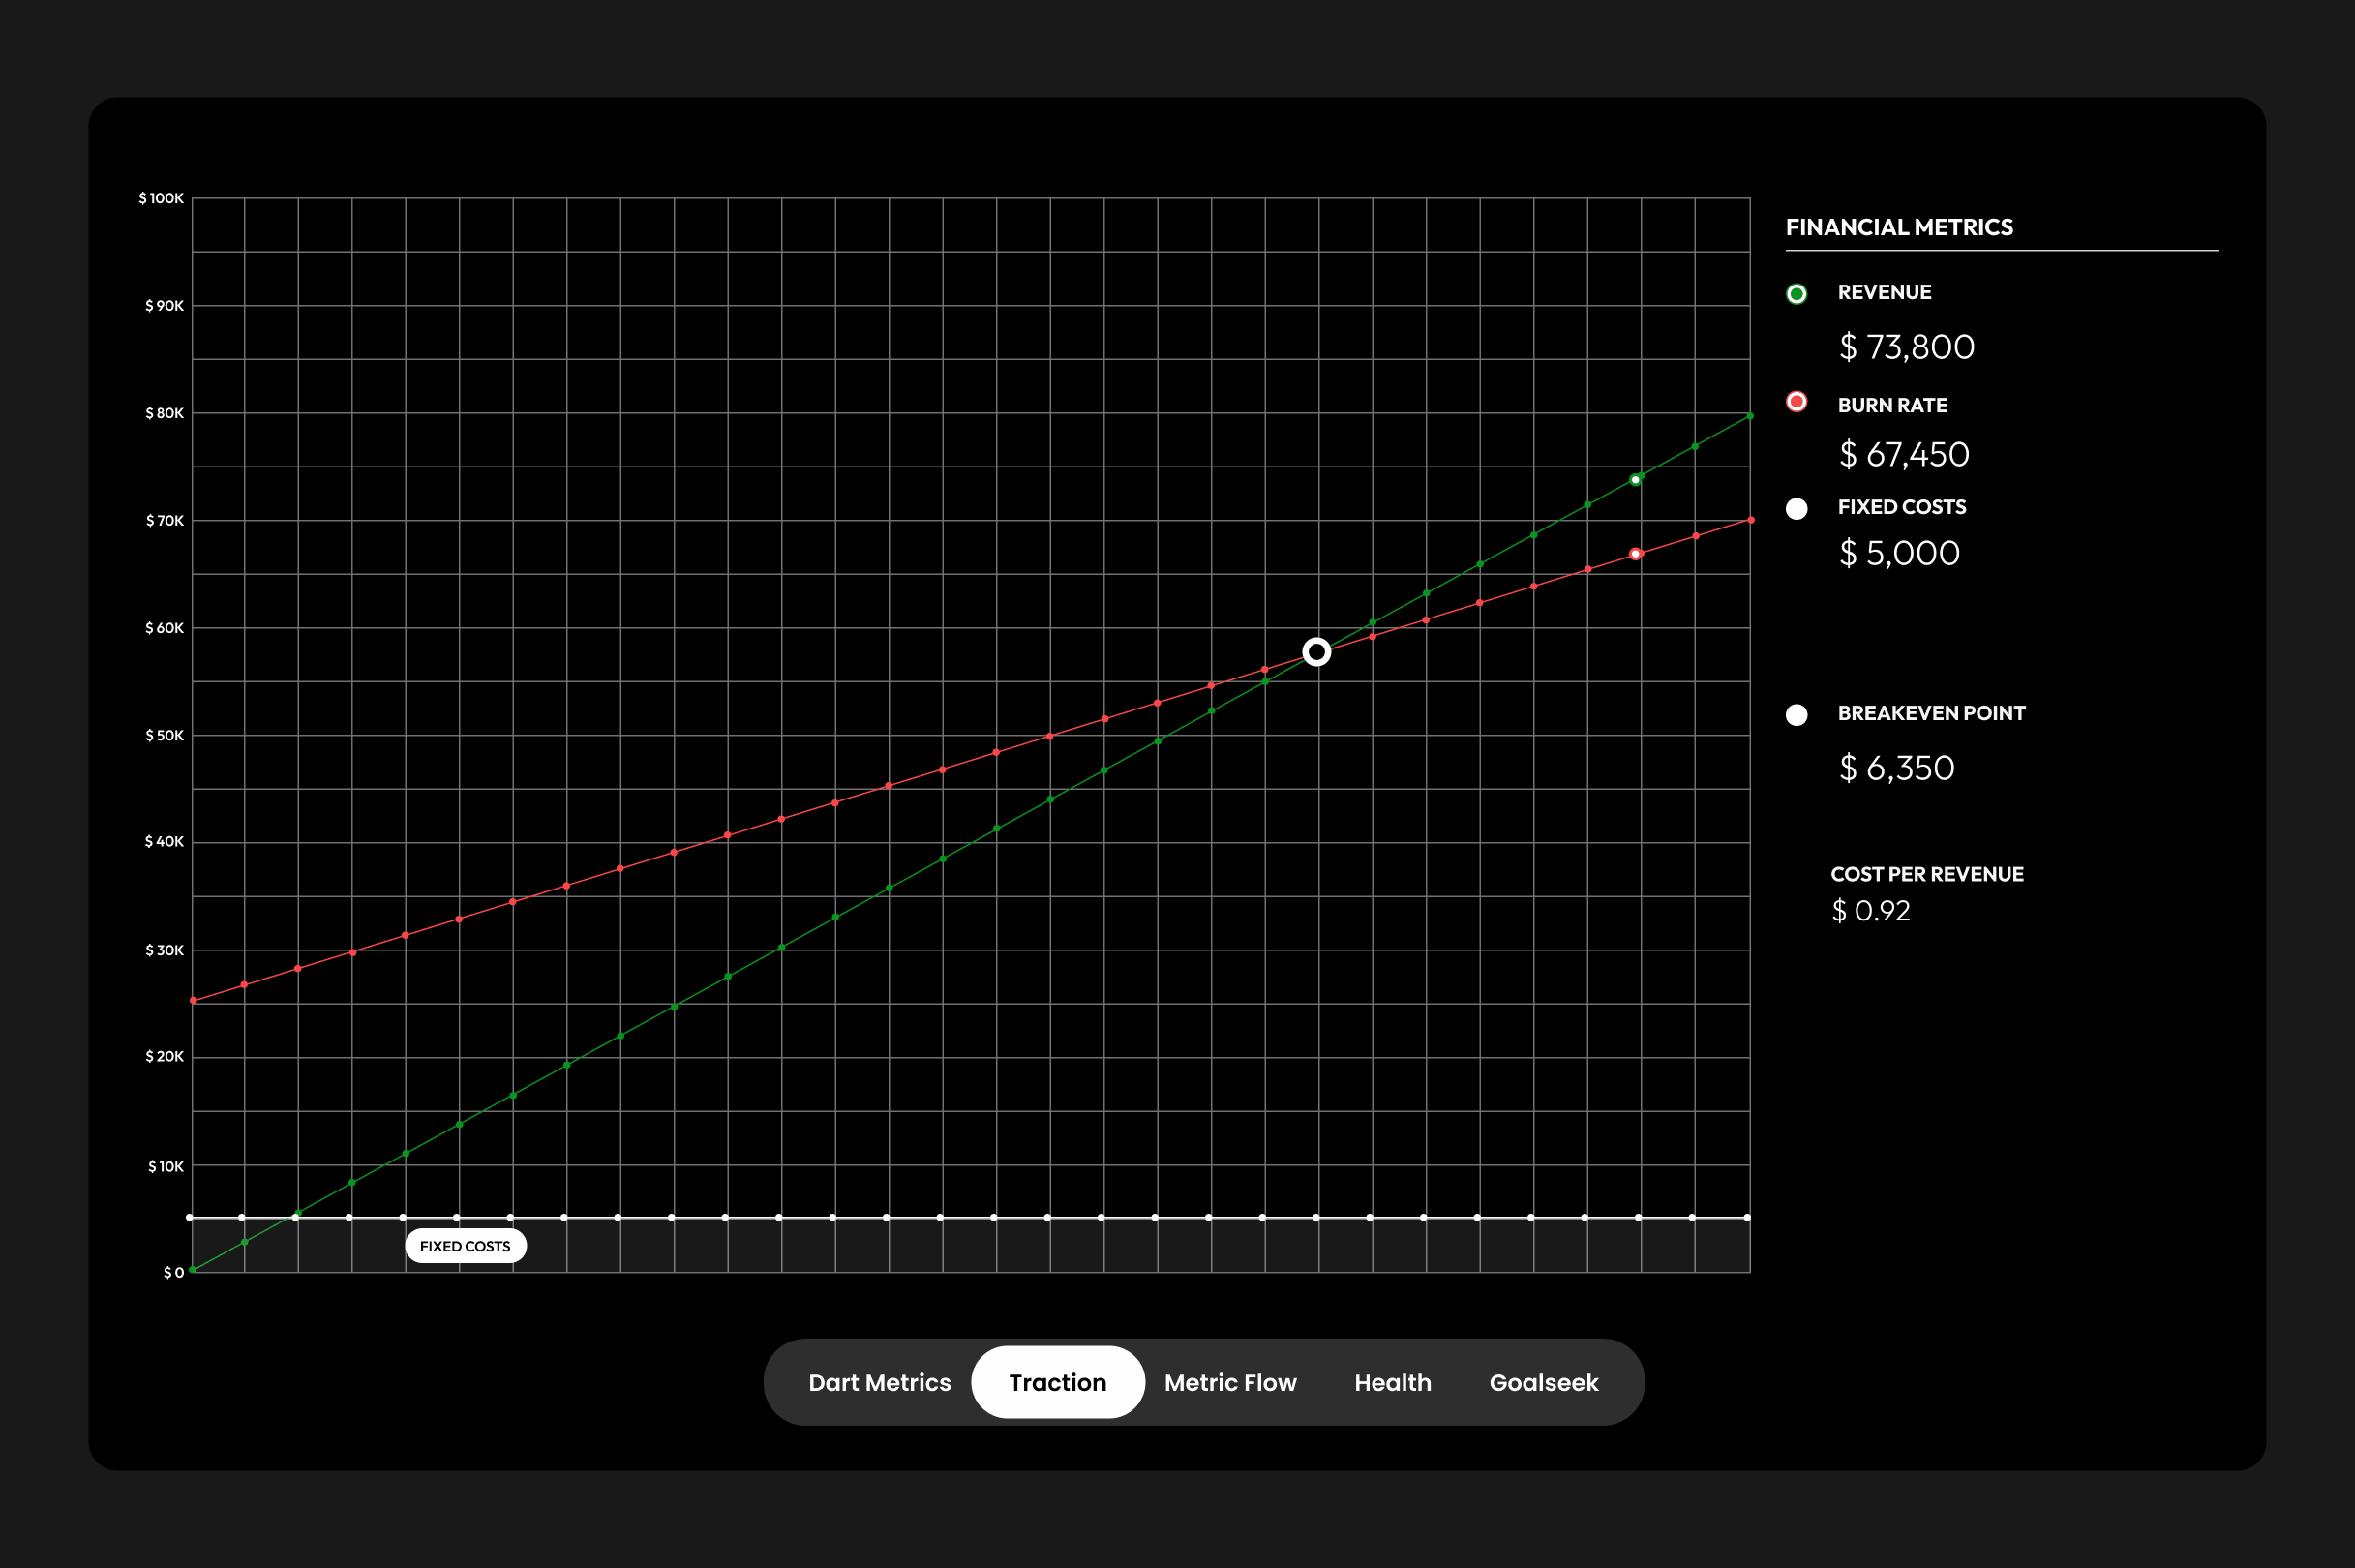 $ 100K
$ 90K
$ 80K
$ 70K
$ 60K
$ 50K
$ 40K
$ 30K
$ 20K
$ 10K
$ 0
FIXED COSTS
FINANCIAL METRICS
REVENUE
$ 73,800
BURN RATE
$ 67,450
FIXED COSTS
$ 5,000
BREAKEVEN POINT
$ 6,350
COST PER REVENUE
$ 0.92
Dart Metrics Traction Metric Flow Health Goalseek